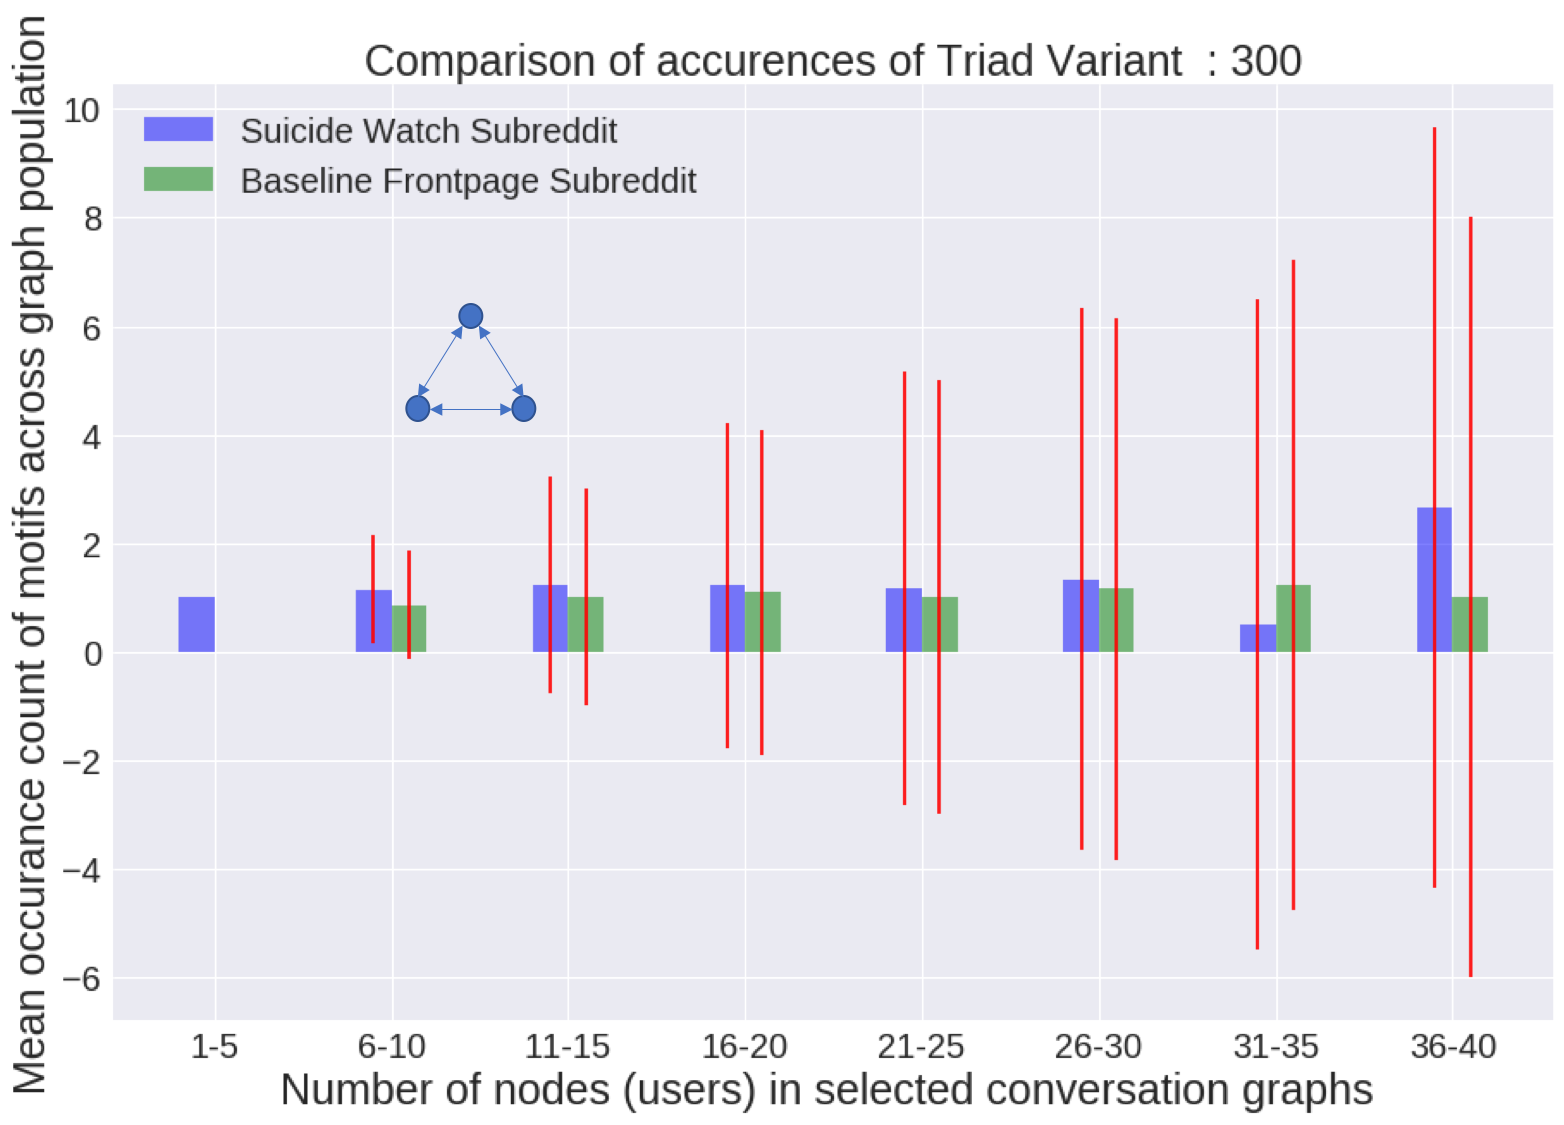 Comparison of accurences of Triad Variant : 300
Mean occurance count of motifs across graph population
Suicide Watch Subreddit
Baseline Frontpage Subreddit
10
8
6
4
2
0
−2
−4
−6
1-5 6-10 11-15 16-20 21-25 26-30 31-35 36-40
Number of nodes (users) in selected conversation graphs